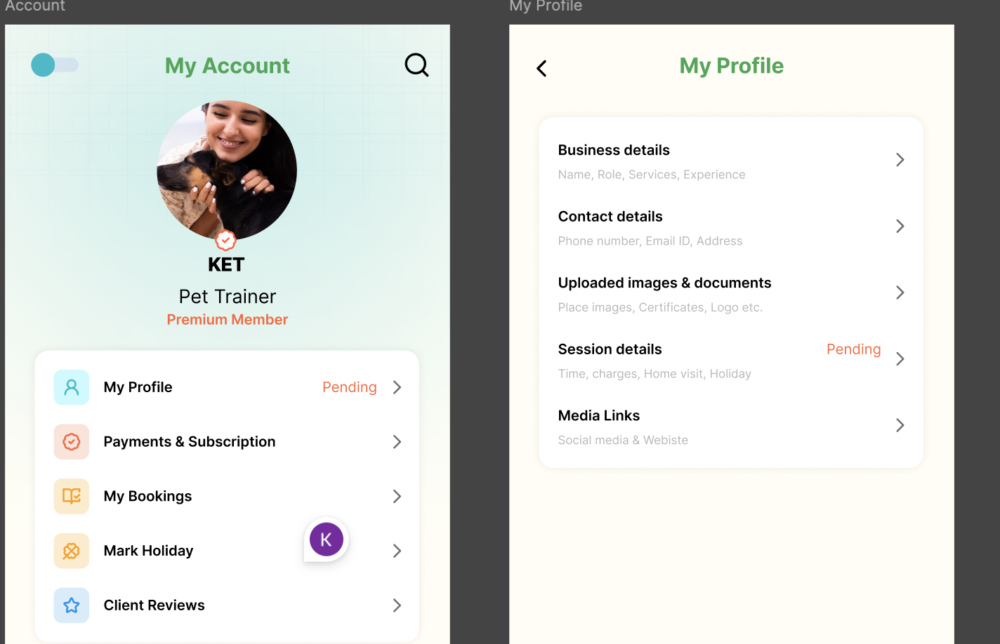 Account
My Account
KET
Pet Trainer
Premium Member
My Profile
Pending
Payments & Subscription
My Bookings
Mark Holiday
K
Client Reviews
My Profile
My Profile
Business details
Name, Role, Services, Experience
Contact details
Phone number, Email ID, Address
Uploaded images & documents
Place images, Certificates, Logo etc.
Session details
Pending
Time, charges, Home visit, Holiday
Media Links
Social media & Webiste